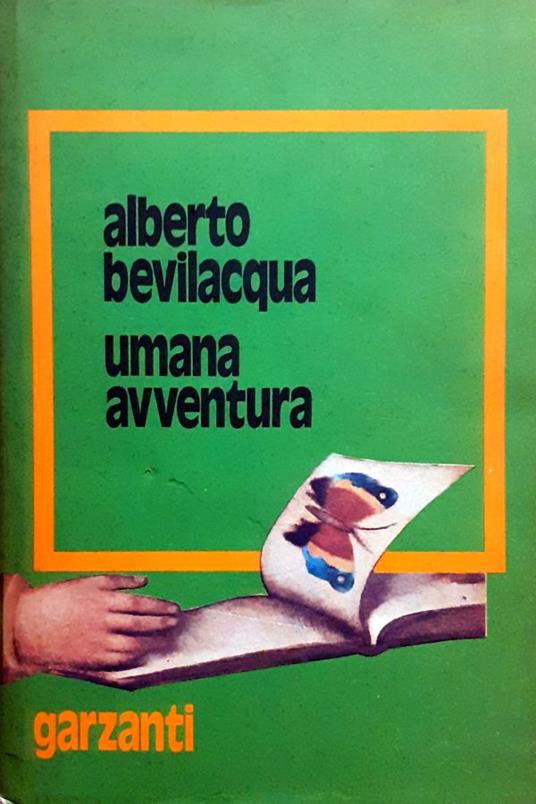 alberto
bevilacqua
umana
avventura
garzanti